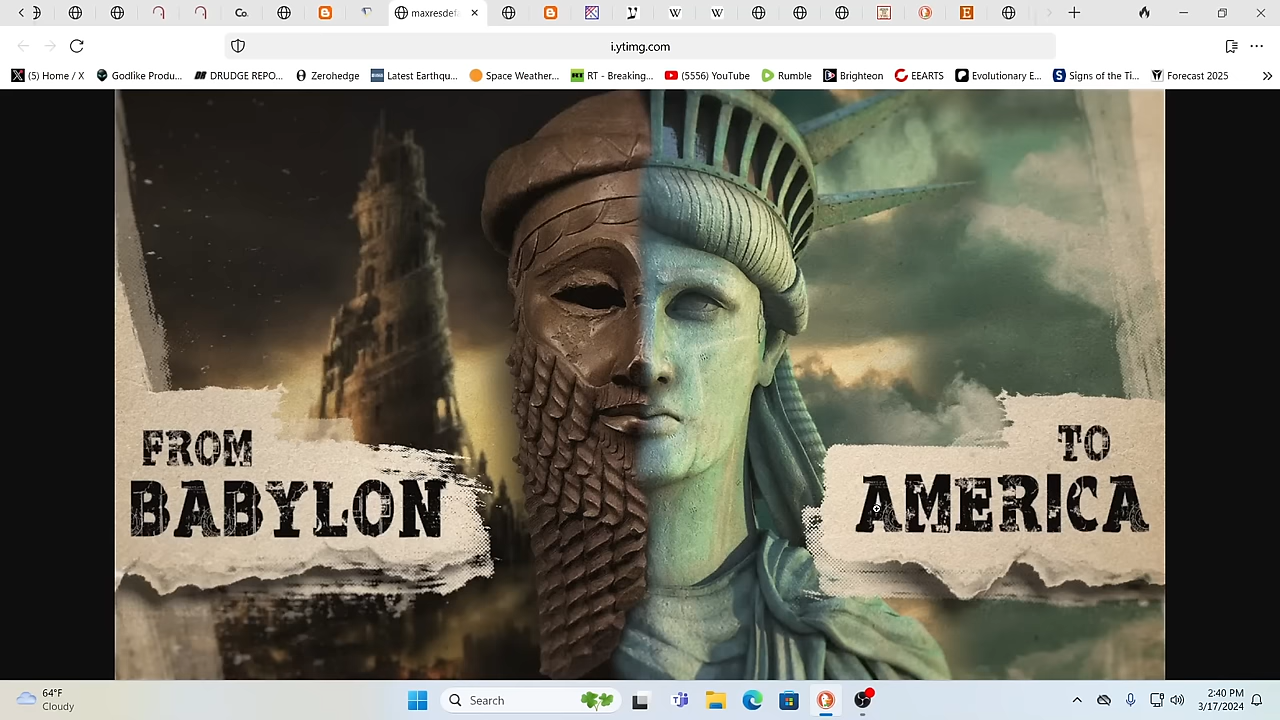 Co.
maxresdef
i.ytimg.com
(5) Home / X
Godlike Produ...
DRUDGE REPO...
Zerohedge
Latest Earthqu...
Space Weather...
RT - Breaking...
(5556) YouTube
Rumble
Brighteon
EEARTS
Evolutionary E...
Signs of the Ti...
Forecast 2025
FROM
BABYLON
TO
AMERICA
64°F
Cloudy
Search
2:40 PM
3/17/2024